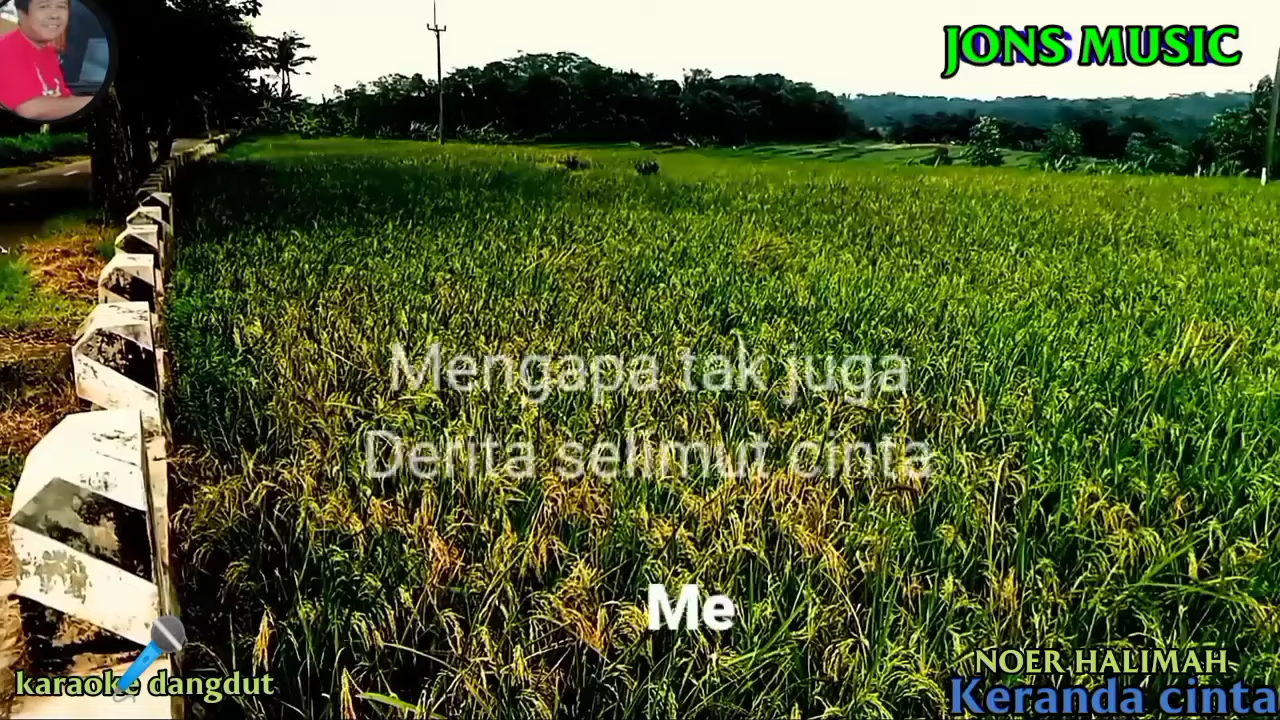 JONS MUSIC
Mengapa tak juga
Derita selimut cinta
Me
karaoke dangdut
NOER HALIMAH
Keranda cinta